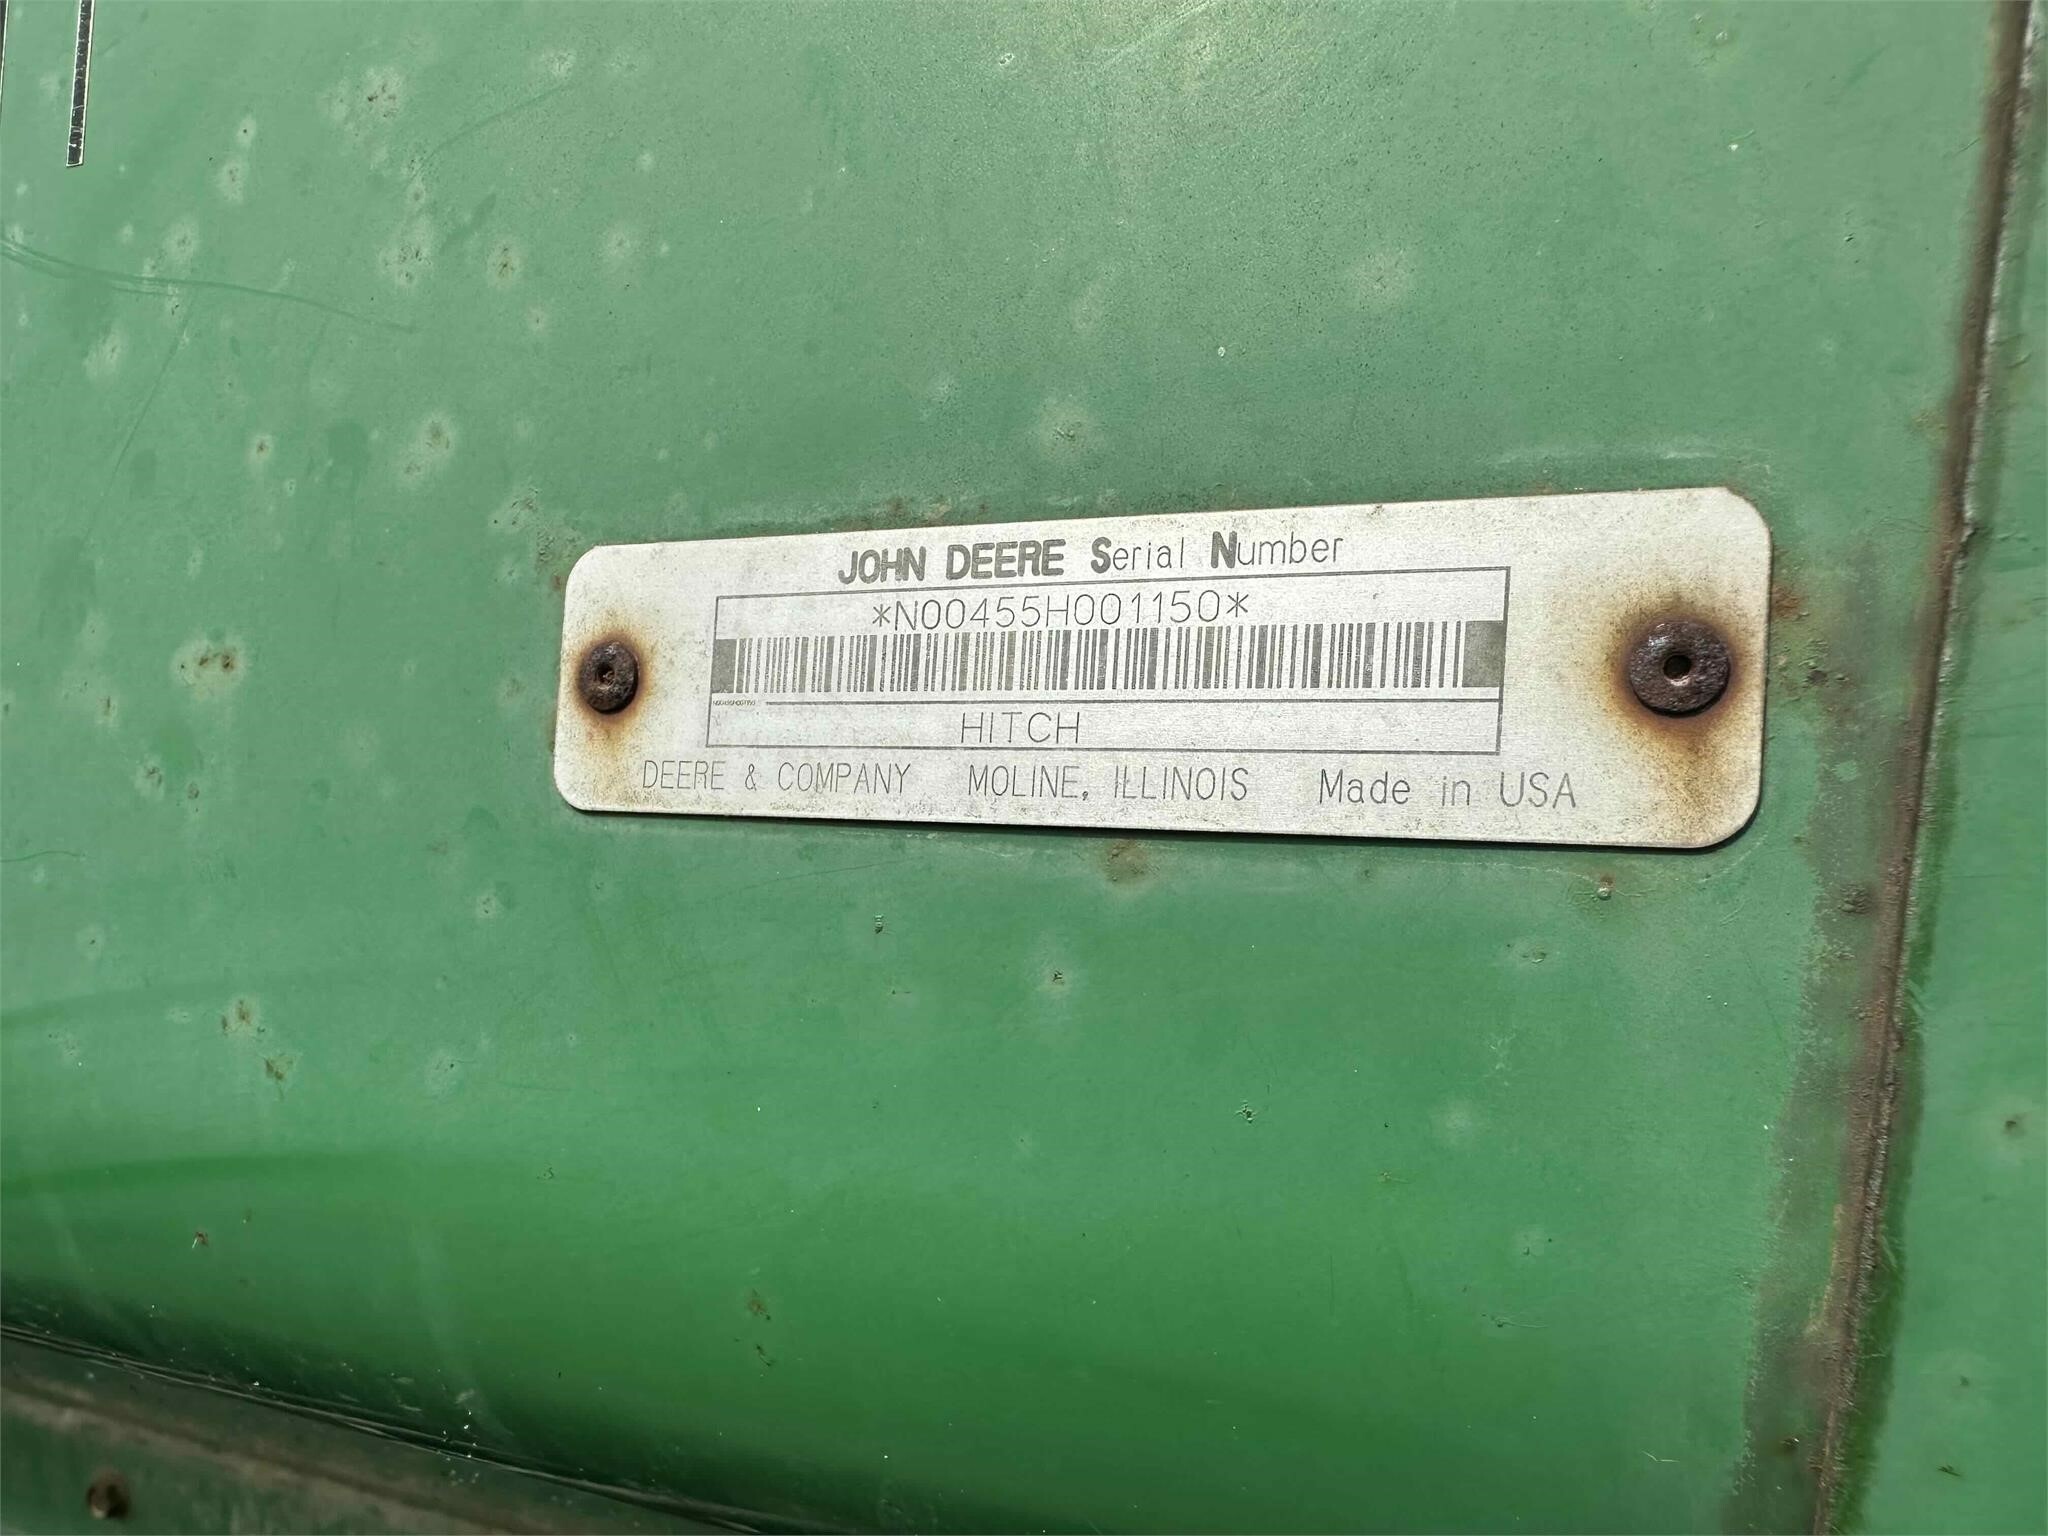 JOHN DEERE Serial Number
*N00455H001150*
HITCH
DEERE & COMPANY MOLINE, ILLINOIS Made in USA